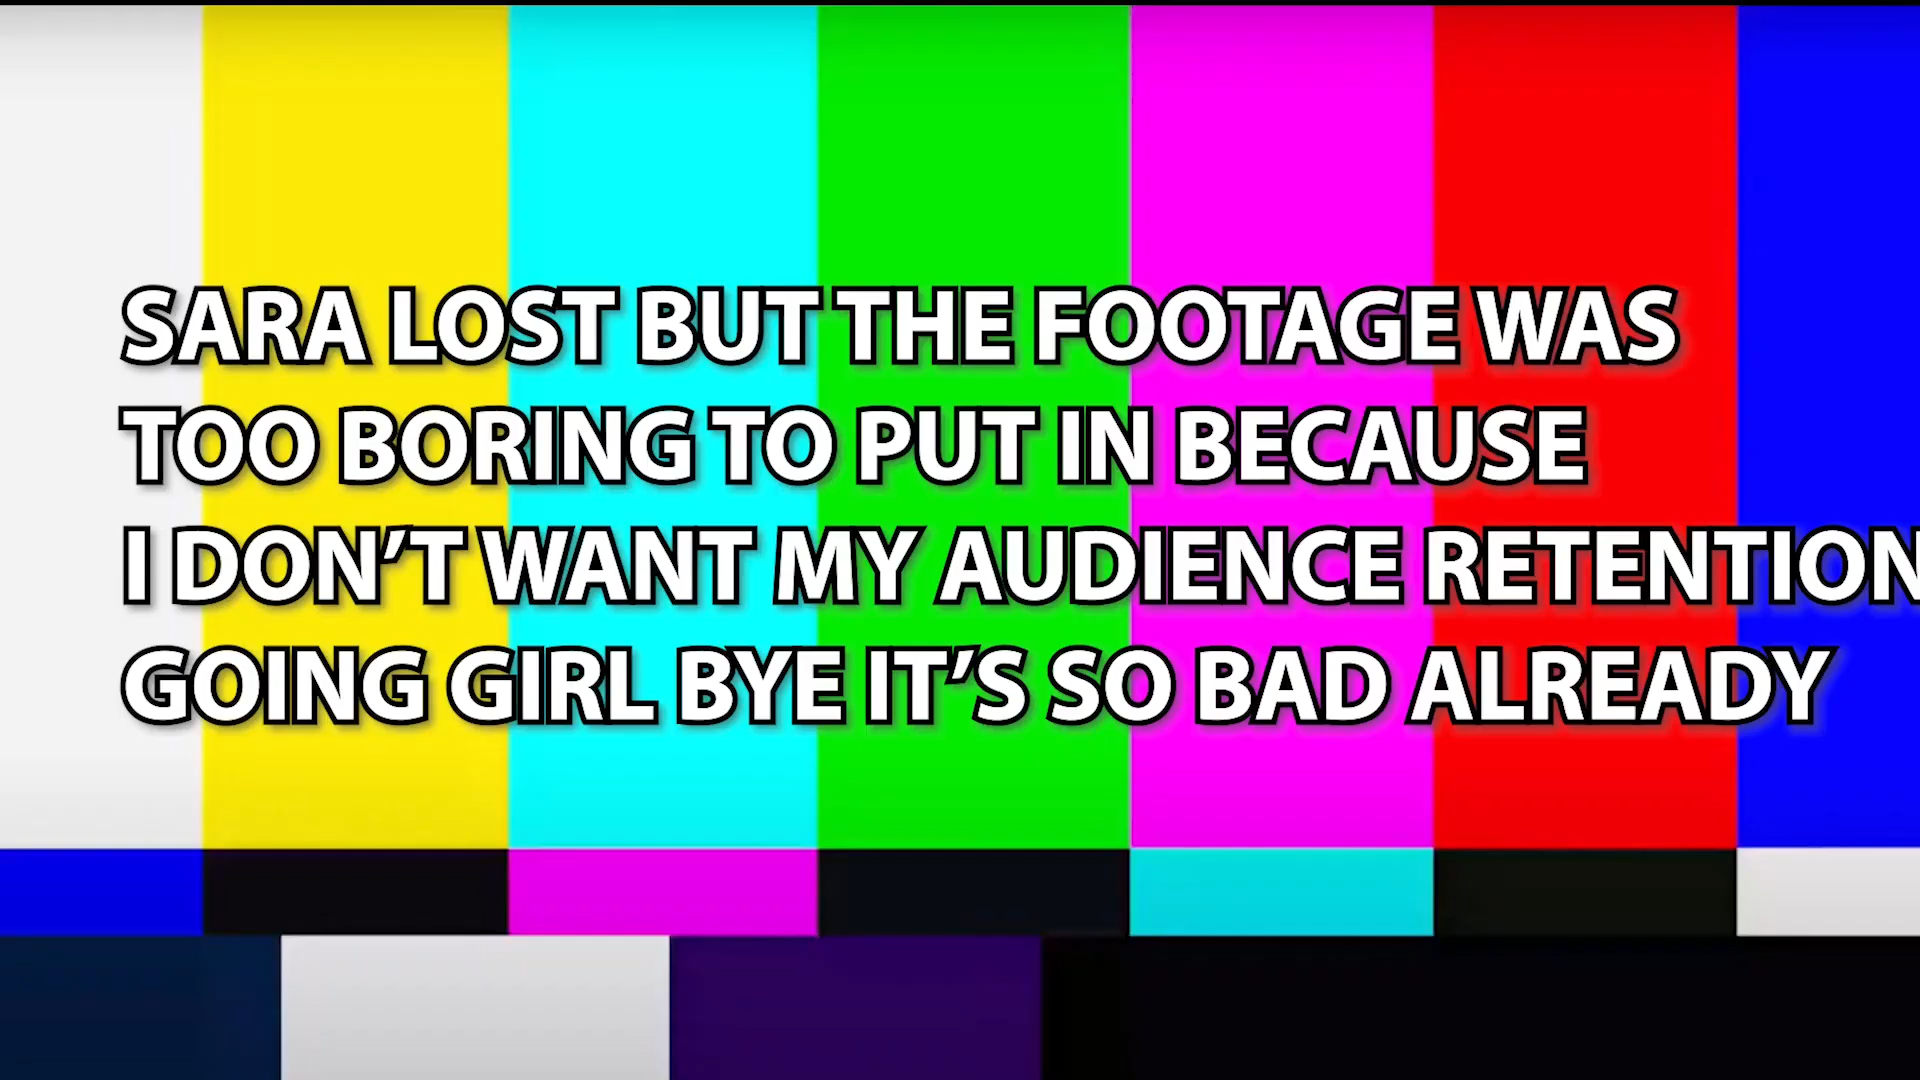 SARA LOST BUT THE FOOTAGE WAS
TOO BORING TO PUT IN BECAUSE
I DON’T WANT MY AUDIENCE RETENTION
GOING GIRL BYE IT’S SO BAD ALREADY